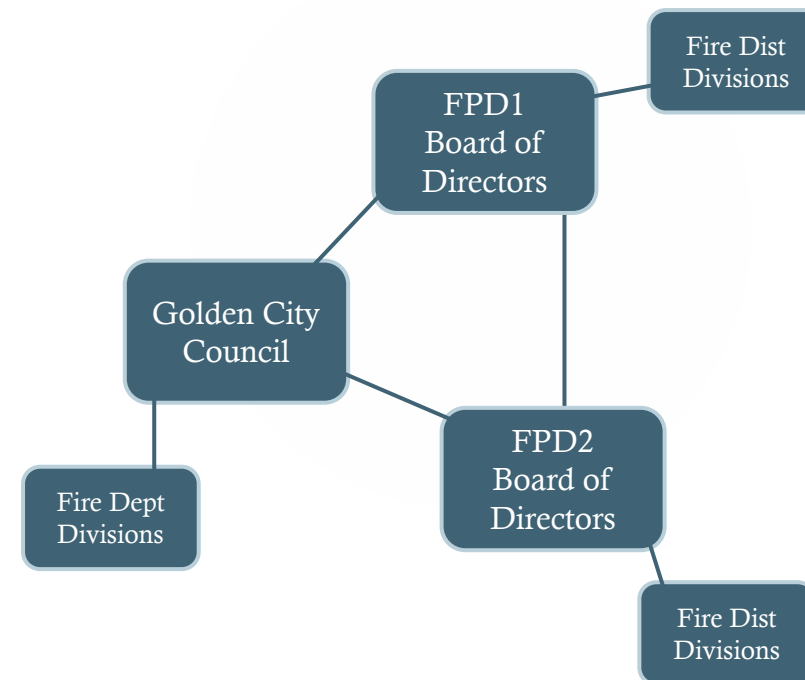 Fire Dist
Divisions
FPD1
Board of
Directors
Golden City
Council
FPD2
Board of
Directors
Fire Dept
Divisions
Fire Dist
Divisions